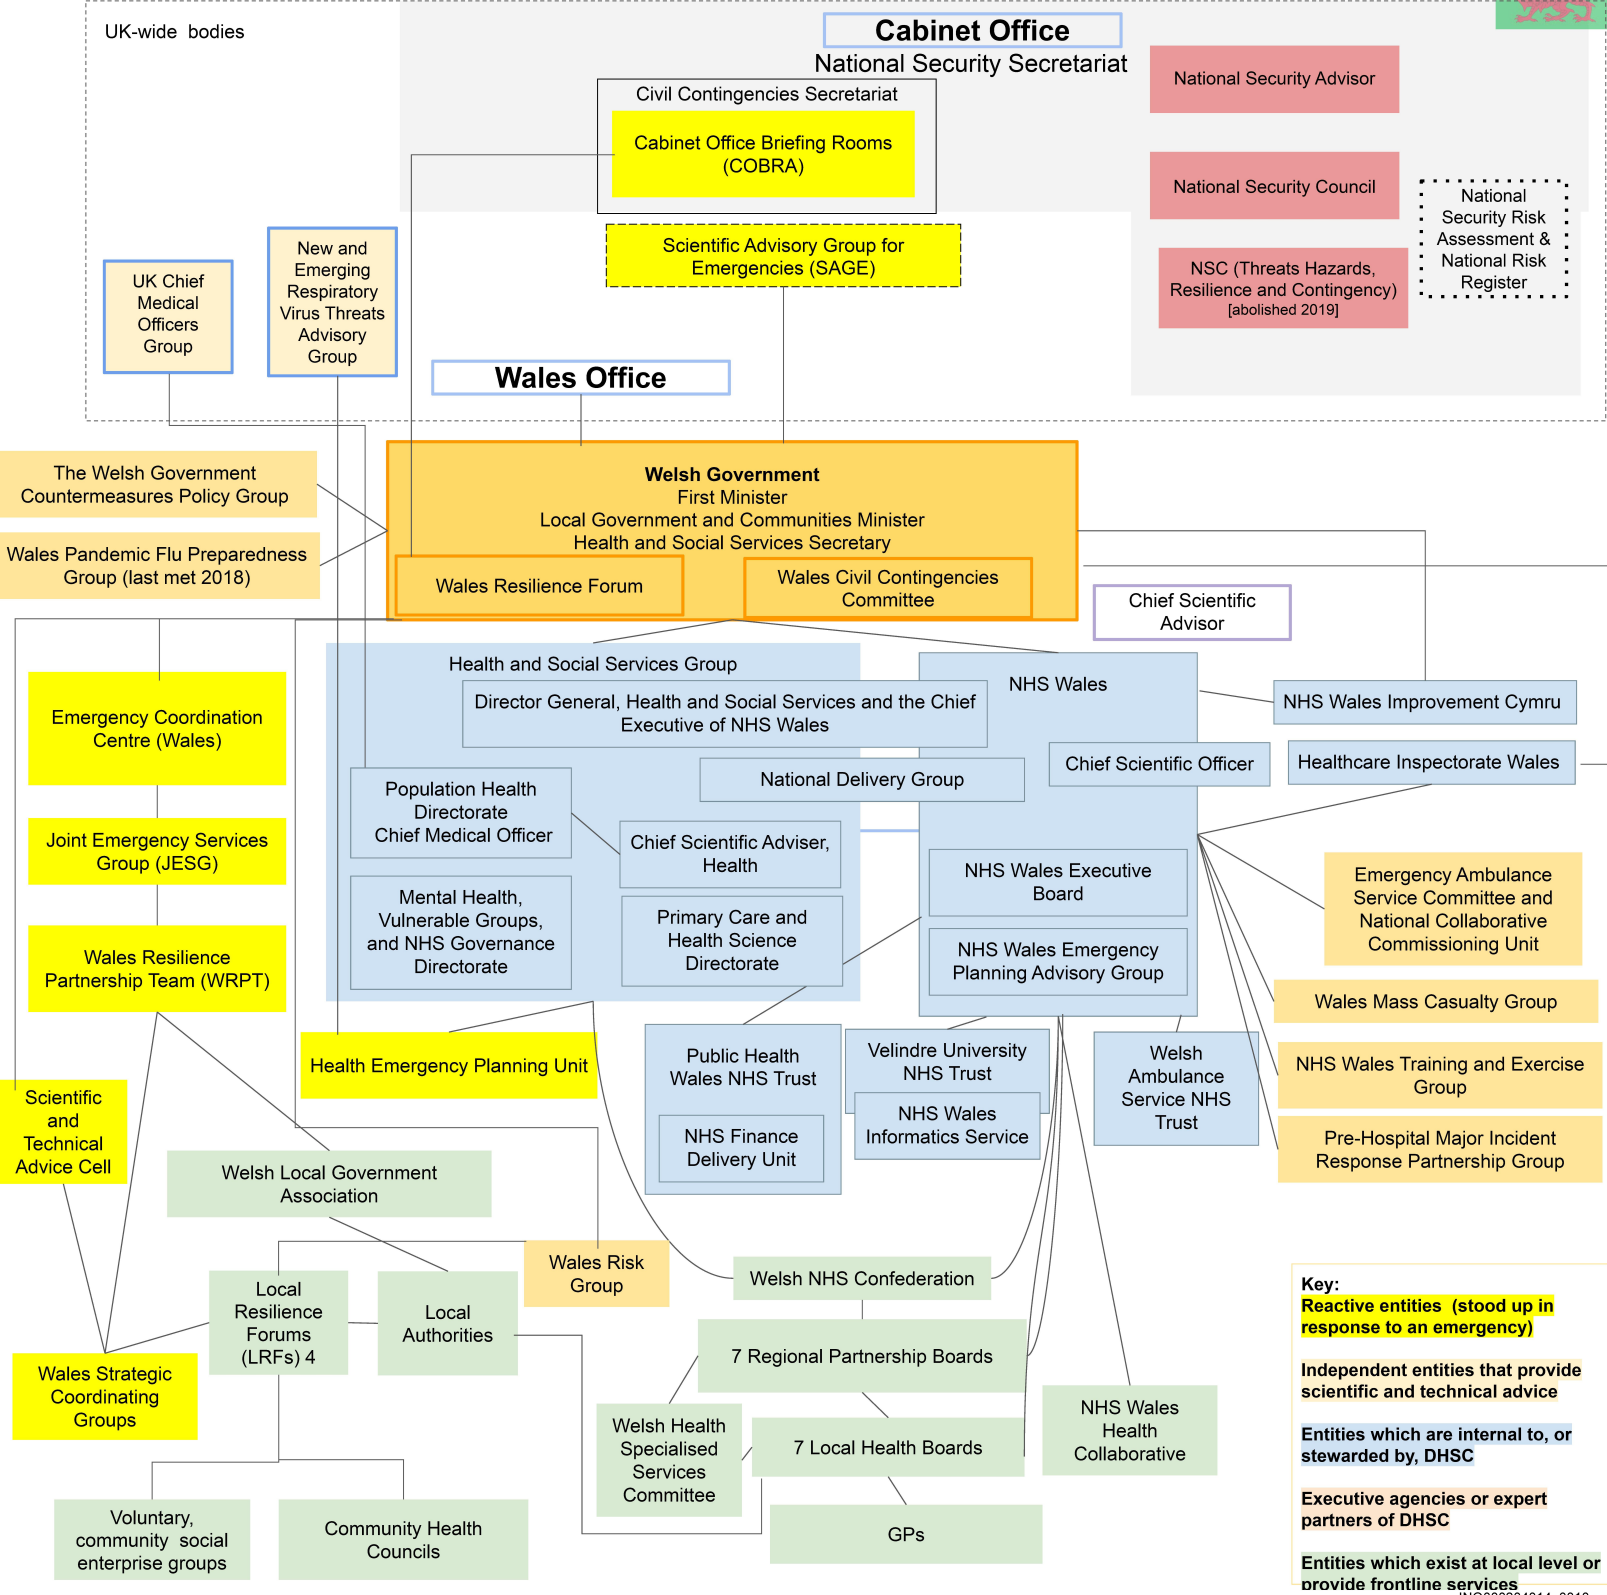 UK-wide bodies
Cabinet Office
National Security Secretariat
Civil Contingencies Secretariat
Cabinet Office Briefing Rooms
(COBRA)
National Security Advisor
National Security Council
National
Security Risk
Assessment &
National Risk
Register
NSC (Threats Hazards,
Resilience and Contingency)
[abolished 2019]
Scientific Advisory Group for
Emergencies (SAGE)
UK Chief
Medical
Officers
Group
New and
Emerging
Respiratory
Virus Threats
Advisory
Group
Wales Office
The Welsh Government
Countermeasures Policy Group
Wales Pandemic Flu Preparedness
Group (last met 2018)
Welsh Government
First Minister
Local Government and Communities Minister
Health and Social Services Secretary
Wales Resilience Forum
Wales Civil Contingencies
Committee
Chief Scientific
Advisor
Health and Social Services Group
Director General, Health and Social Services and the Chief
Executive of NHS Wales
NHS Wales
NHS Wales Improvement Cymru
Emergency Coordination
Centre (Wales)
National Delivery Group
Chief Scientific Officer
Healthcare Inspectorate Wales
Population Health
Directorate
Chief Medical Officer
Chief Scientific Adviser,
Health
Joint Emergency Services
Group (JESG)
Mental Health,
Vulnerable Groups,
and NHS Governance
Directorate
Primary Care and
Health Science
Directorate
NHS Wales Executive
Board
NHS Wales Emergency
Planning Advisory Group
Emergency Ambulance
Service Committee and
National Collaborative
Commissioning Unit
Wales Resilience
Partnership Team (WRPT)
Wales Mass Casualty Group
Health Emergency Planning Unit
Public Health
Wales NHS Trust
NHS Finance
Delivery Unit
Velindre University
NHS Trust
NHS Wales
Informatics Service
Welsh
Ambulance
Service NHS
Trust
NHS Wales Training and Exercise
Group
Pre-Hospital Major Incident
Response Partnership Group
Scientific
and
Technical
Advice Cell
Welsh Local Government
Association
Wales Risk
Group
Welsh NHS Confederation
Local
Resilience
Forums
(LRFs) 4
Local
Authorities
7 Regional Partnership Boards
Wales Strategic
Coordinating
Groups
Welsh Health
Specialised
Services
Committee
7 Local Health Boards
NHS Wales
Health
Collaborative
Voluntary,
community social
enterprise groups
Community Health
Councils
GPs
Key:
Reactive entities (stood up in
response to an emergency)
Independent entities that provide
scientific and technical advice
Entities which are internal to, or
stewarded by, DHSC
Executive agencies or expert
partners of DHSC
Entities which exist at local level or
provide frontline services